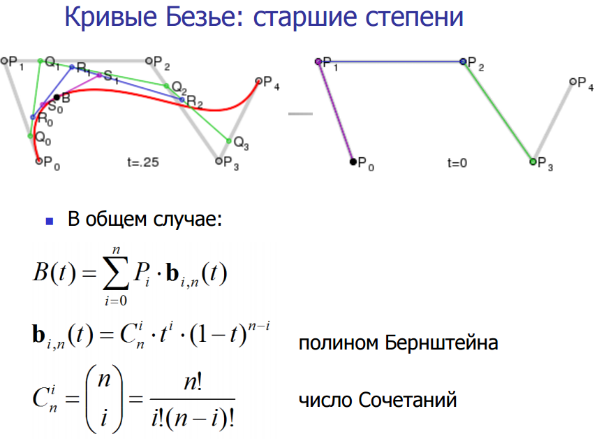 Кривые Безье: старшие степени
P₁ Q₁ R₁ S₁ P₂ Q₂ R₂ P₄ B S₀ R₀ Q₀ Q₃ P₀ t=.25 P₃
P₁ P₂ P₄ P₀ t=0 P₃
В общем случае:
B(t) = ∑_{i=0}^{n} P_i · b_{i,n}(t)
b_{i,n}(t) = C_n^i · t^i · (1−t)^{n−i} полином Бернштейна
C_n^i = (n i) = n! / i!(n−i)! число Сочетаний